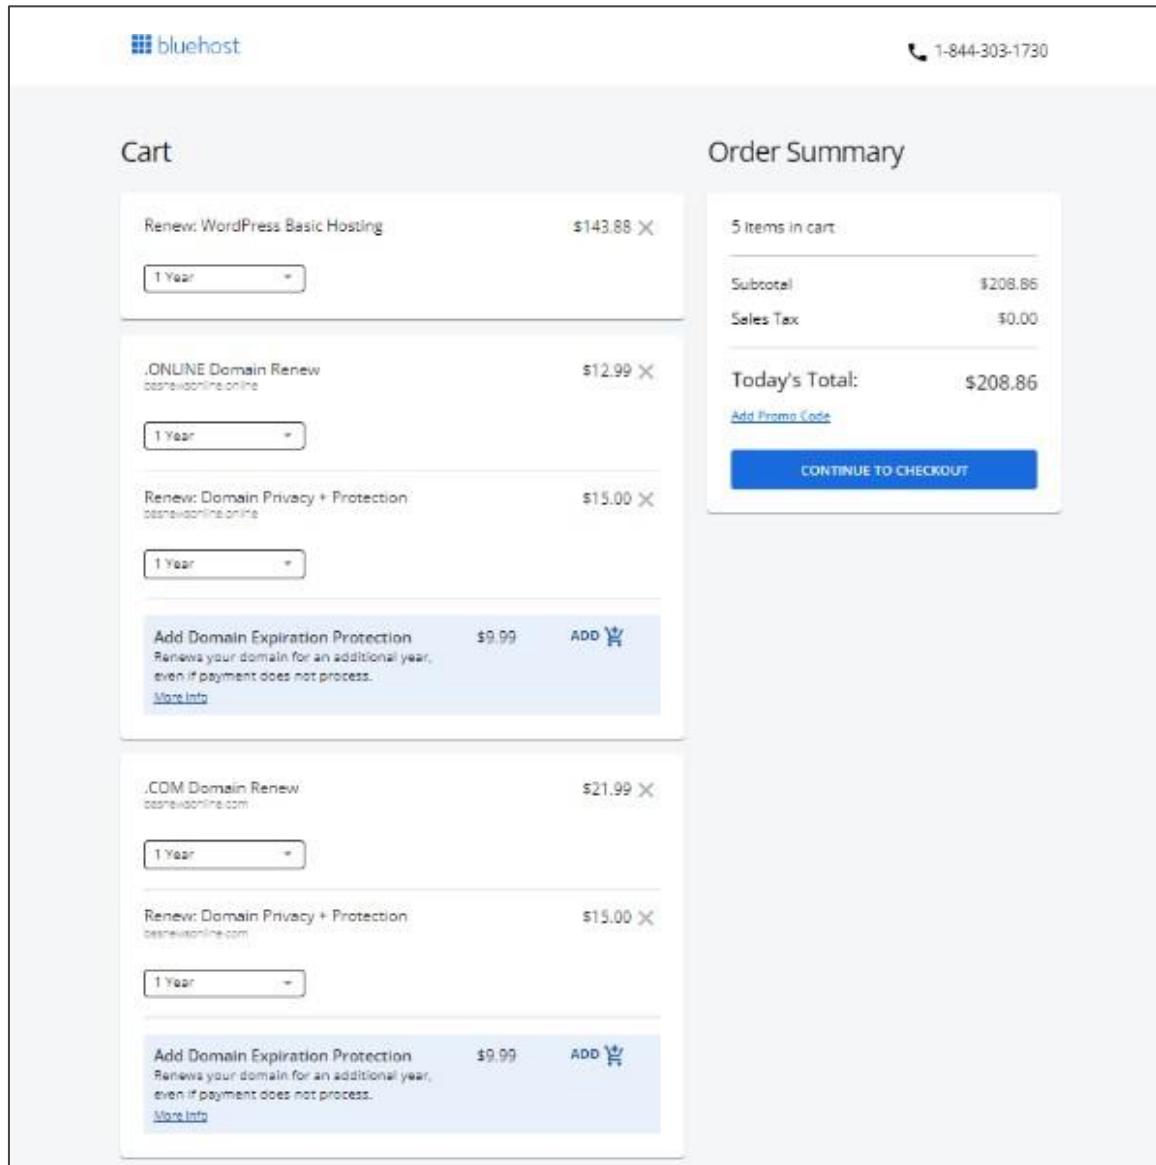 bluehost
1-844-303-1730
Cart
Renew: WordPress Basic Hosting $143.88
1 Year
.ONLINE Domain Renew $12.99
1 Year
Renew: Domain Privacy + Protection $15.00
1 Year
Add Domain Expiration Protection $9.99 ADD
Renews your domain for an additional year,
even if payment does not process.
More Info
.COM Domain Renew $21.99
1 Year
Renew: Domain Privacy + Protection $15.00
1 Year
Add Domain Expiration Protection $9.99 ADD
Renews your domain for an additional year,
even if payment does not process.
More Info
Order Summary
5 items in cart
Subtotal $208.86
Sales Tax $0.00
Today's Total: $208.86
Add Promo Code
CONTINUE TO CHECKOUT